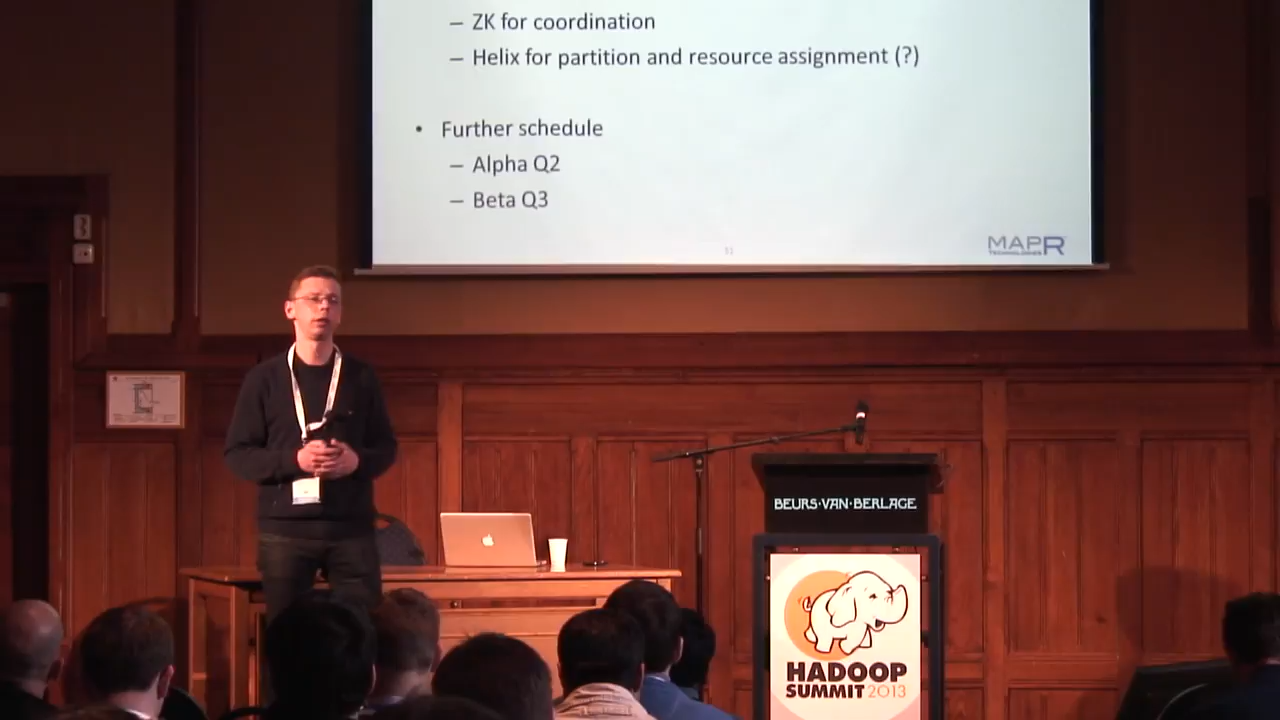 – ZK for coordination
– Helix for partition and resource assignment (?)
• Further schedule
– Alpha Q2
– Beta Q3
MAPR
TECHNOLOGIES
BEURS·VAN·BERLAGE
HADOOP
SUMMIT 2013